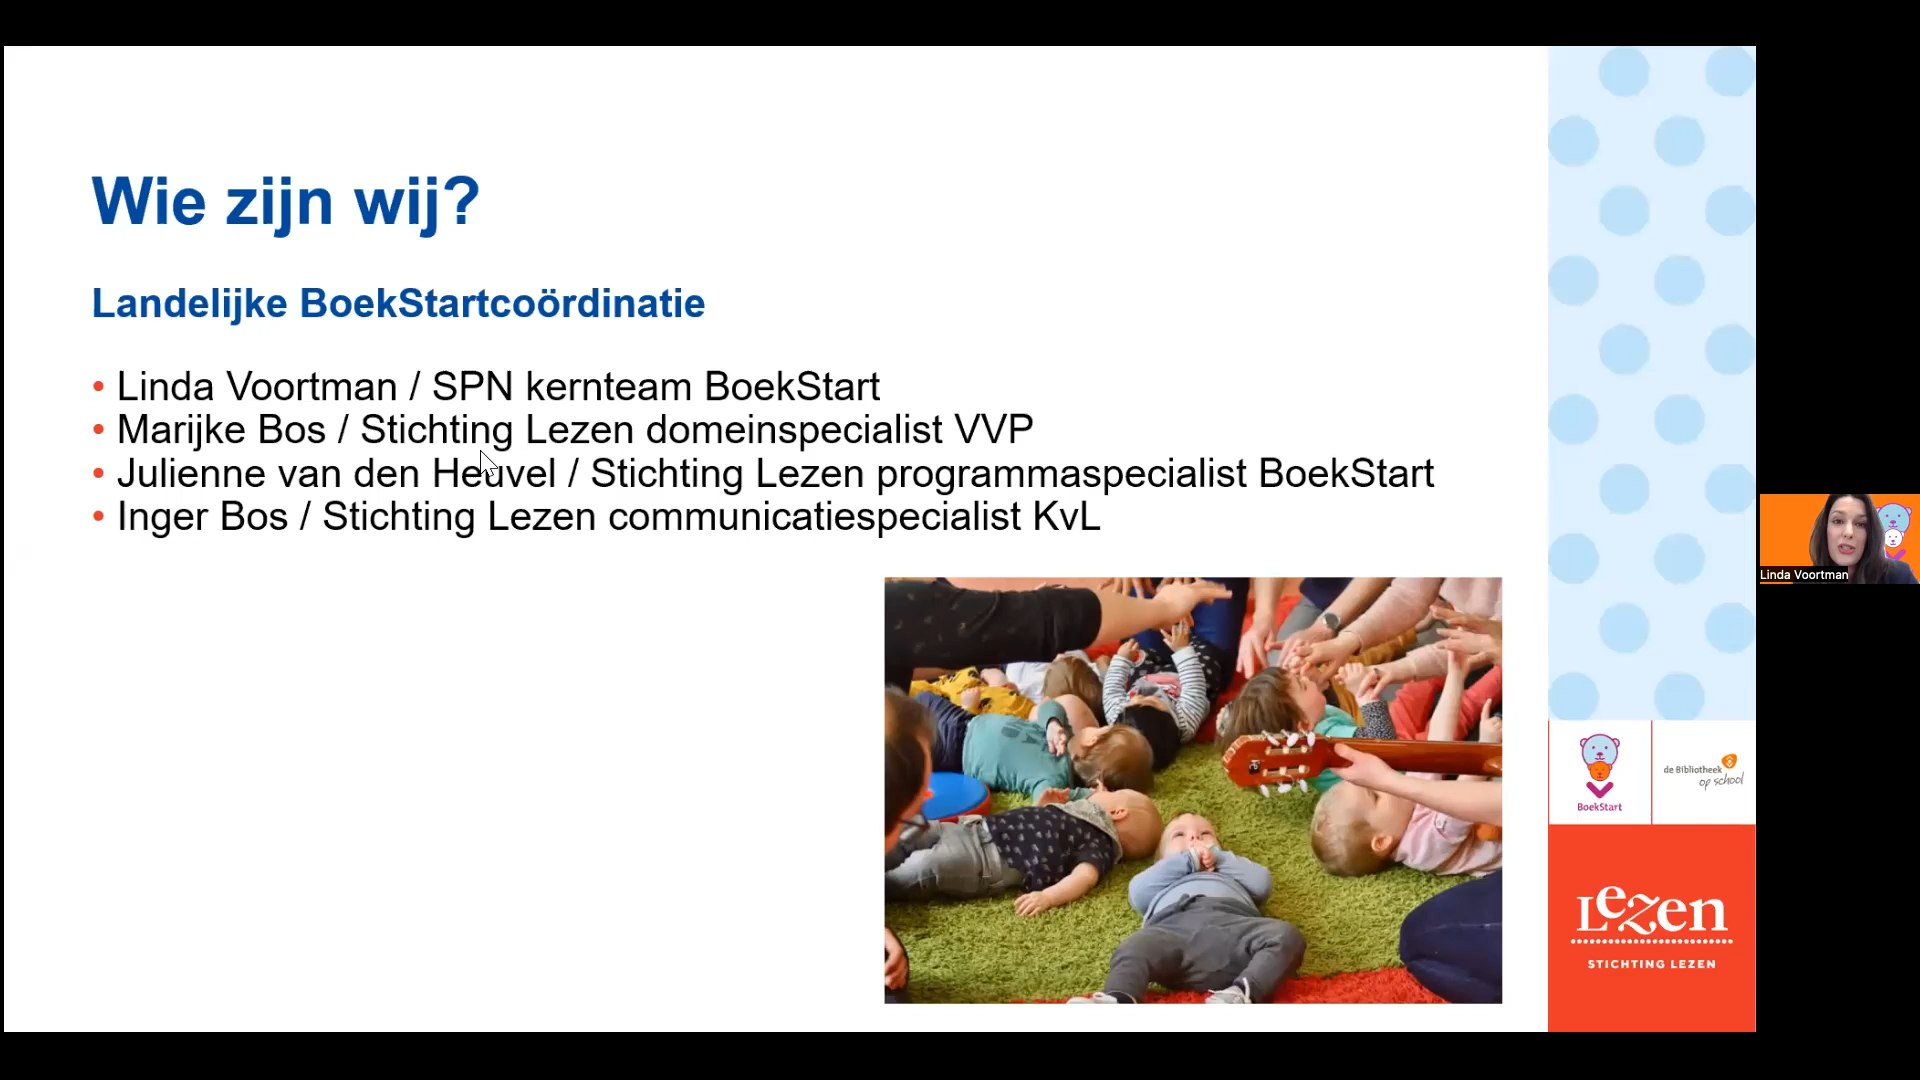 Wie zijn wij?
Landelijke BoekStartcoördinatie
• Linda Voortman / SPN kernteam BoekStart
• Marijke Bos / Stichting Lezen domeinspecialist VVP
• Julienne van den Heuvel / Stichting Lezen programmaspecialist BoekStart
• Inger Bos / Stichting Lezen communicatiespecialist KvL
Linda Voortman
BoekStart
de Bibliotheek
op school
Lezen
STICHTING LEZEN